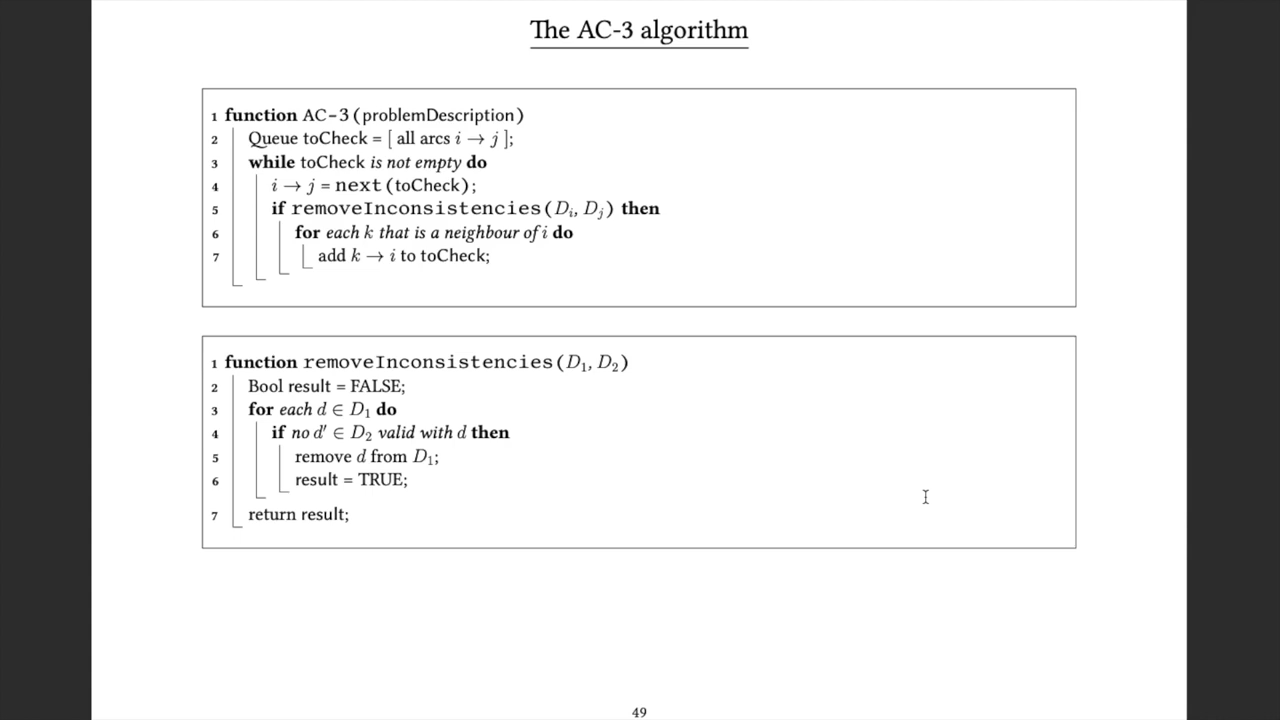 The AC-3 algorithm
1 function AC-3(problemDescription)
2 Queue toCheck = [ all arcs i → j ];
3 while toCheck is not empty do
4 i → j = next(toCheck);
5 if removeInconsistencies(D_i, D_j) then
6 for each k that is a neighbour of i do
7 add k → i to toCheck;
1 function removeInconsistencies(D₁, D₂)
2 Bool result = FALSE;
3 for each d ∈ D₁ do
4 if no d′ ∈ D₂ valid with d then
5 remove d from D₁;
6 result = TRUE;
7 return result;
49